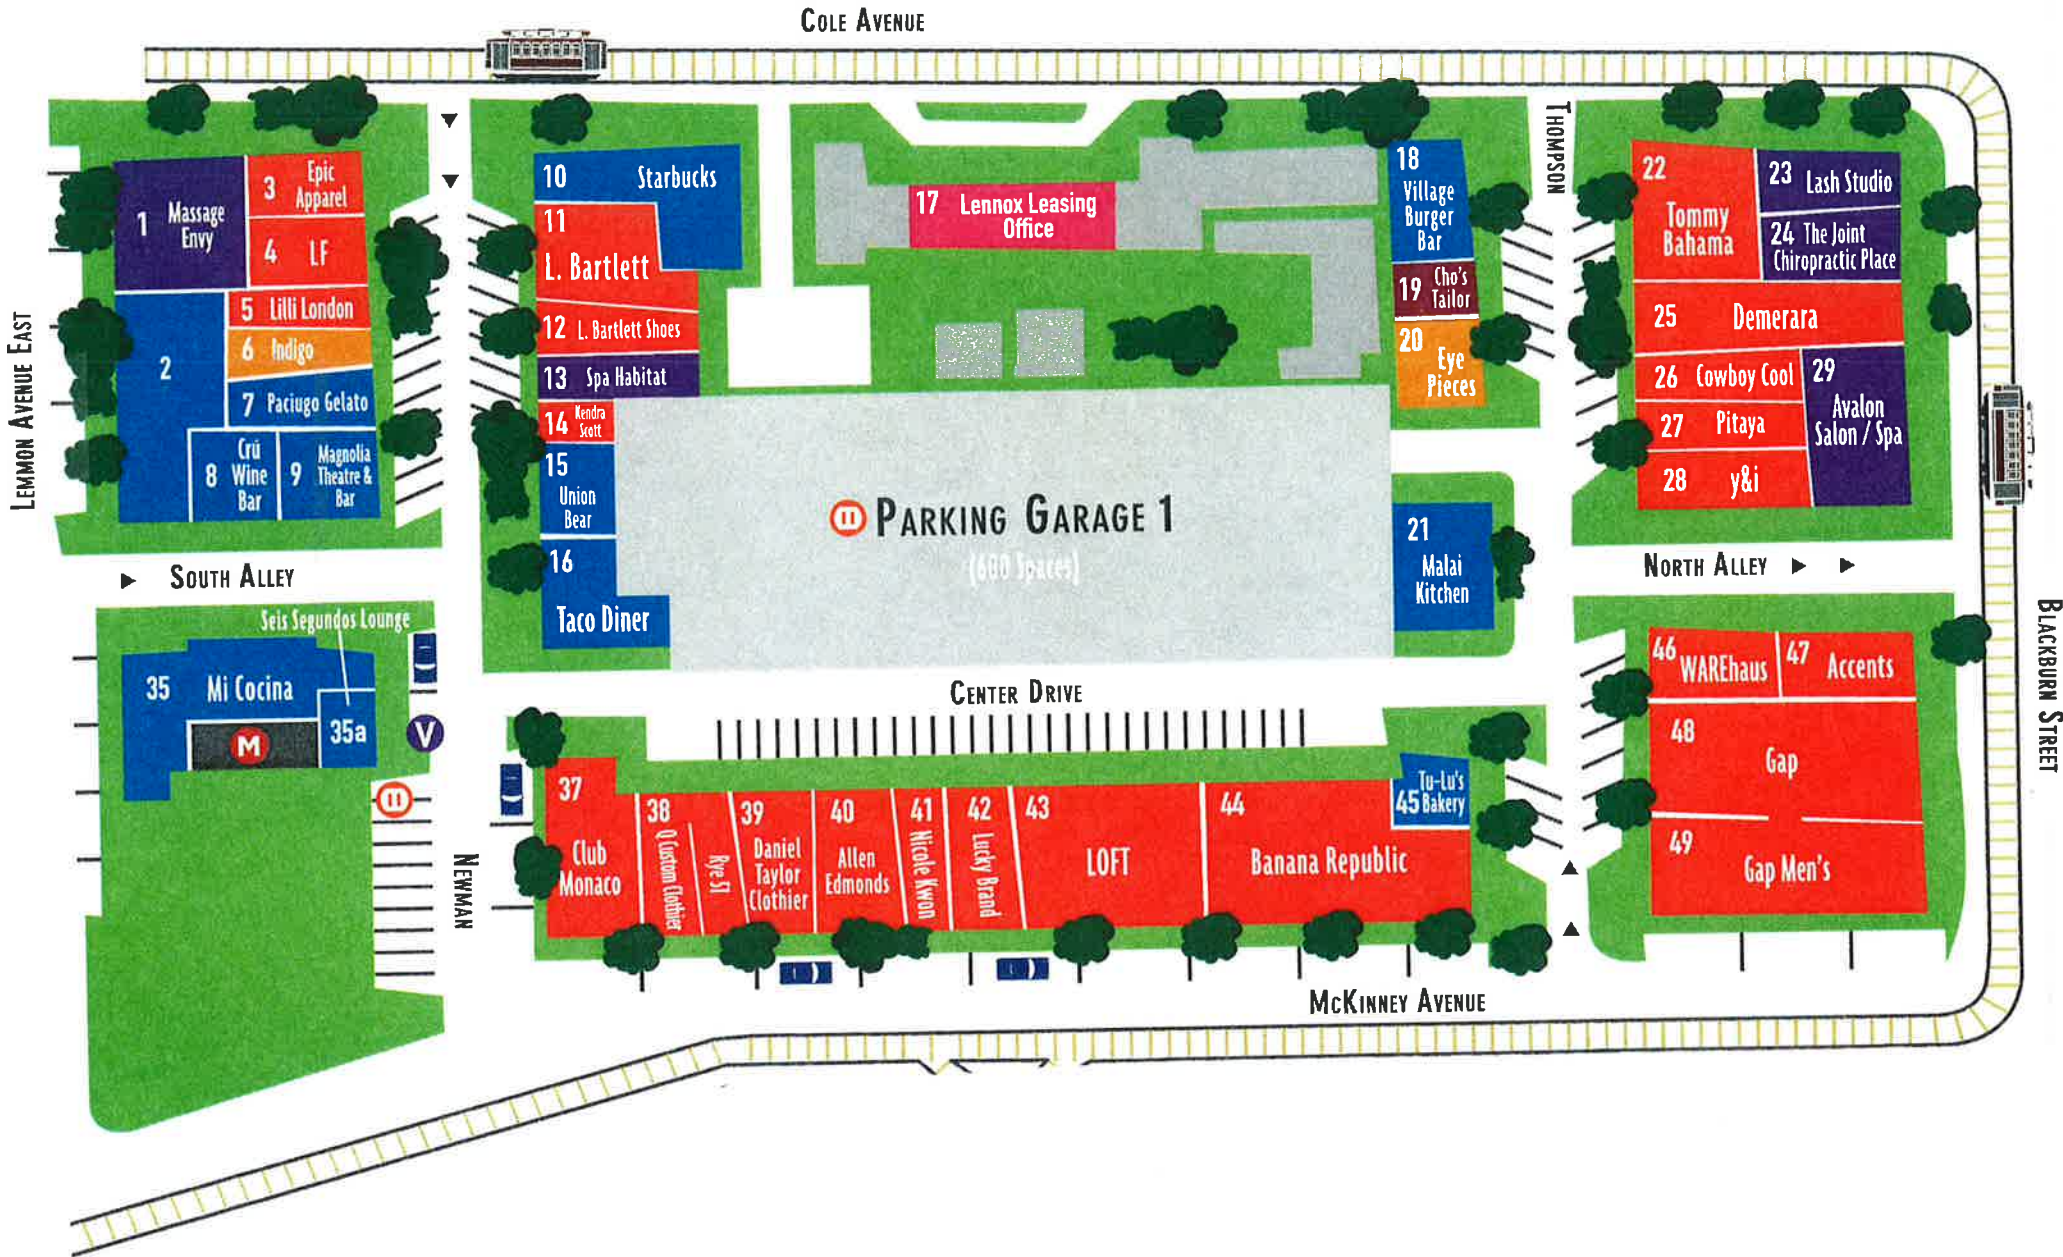 COLE AVENUE
THOMPSON
LEMMON AVENUE EAST
1 Massage
Envy
3 Epic
Apparel
4 LF
2
5 Lilli London
6 Indigo
7 Paciugo Gelato
8 Crú
Wine
Bar
9 Magnolia
Theatre &
Bar
10 Starbucks
11
L. Bartlett
12 L. Bartlett Shoes
13 Spa Habitat
14 Kendra
Scott
15
Union
Bear
16
Taco Diner
17 Lennox Leasing
Office
18
Village
Burger
Bar
19 Cho's
Tailor
20
Eye
Pieces
21
Malai
Kitchen
22
Tommy
Bahama
23 Lash Studio
24 The Joint
Chiropractic Place
25 Demerara
26 Cowboy Cool
27 Pitaya
28 y&i
29
Avalon
Salon / Spa
PARKING GARAGE 1
(600 Spaces)
SOUTH ALLEY
NORTH ALLEY
BLACKBURN STREET
Seis Segundos Lounge
35 Mi Cocina
35a
M
V
CENTER DRIVE
NEWMAN
37
Club
Monaco
38
Q Custom Clothier
Rye 51
39
Daniel
Taylor
Clothier
40
Allen
Edmonds
41
Nicole Kwon
42
Lucky Brand
43
LOFT
44
Banana Republic
45 Tu-Lu's
Bakery
46
WAREhaus
47 Accents
48
Gap
49
Gap Men's
MCKINNEY AVENUE